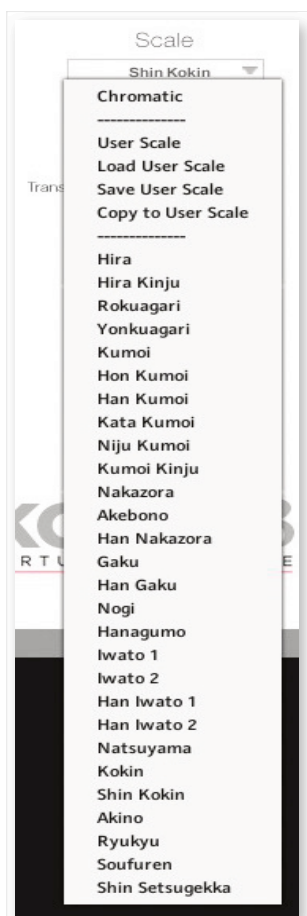 Scale
Shin Kokin
Chromatic
--------------
User Scale
Load User Scale
Trans
Save User Scale
Copy to User Scale
--------------
Hira
Hira Kinju
Rokuagari
Yonkuagari
Kumoi
Hon Kumoi
Han Kumoi
Kata Kumoi
Niju Kumoi
Kumoi Kinju
Nakazora
Akebono
Han Nakazora
Gaku
Han Gaku
Nogi
Hanagumo
Iwato 1
Iwato 2
Han Iwato 1
Han Iwato 2
Natsuyama
Kokin
Shin Kokin
Akino
Ryukyu
Soufuren
Shin Setsugekka